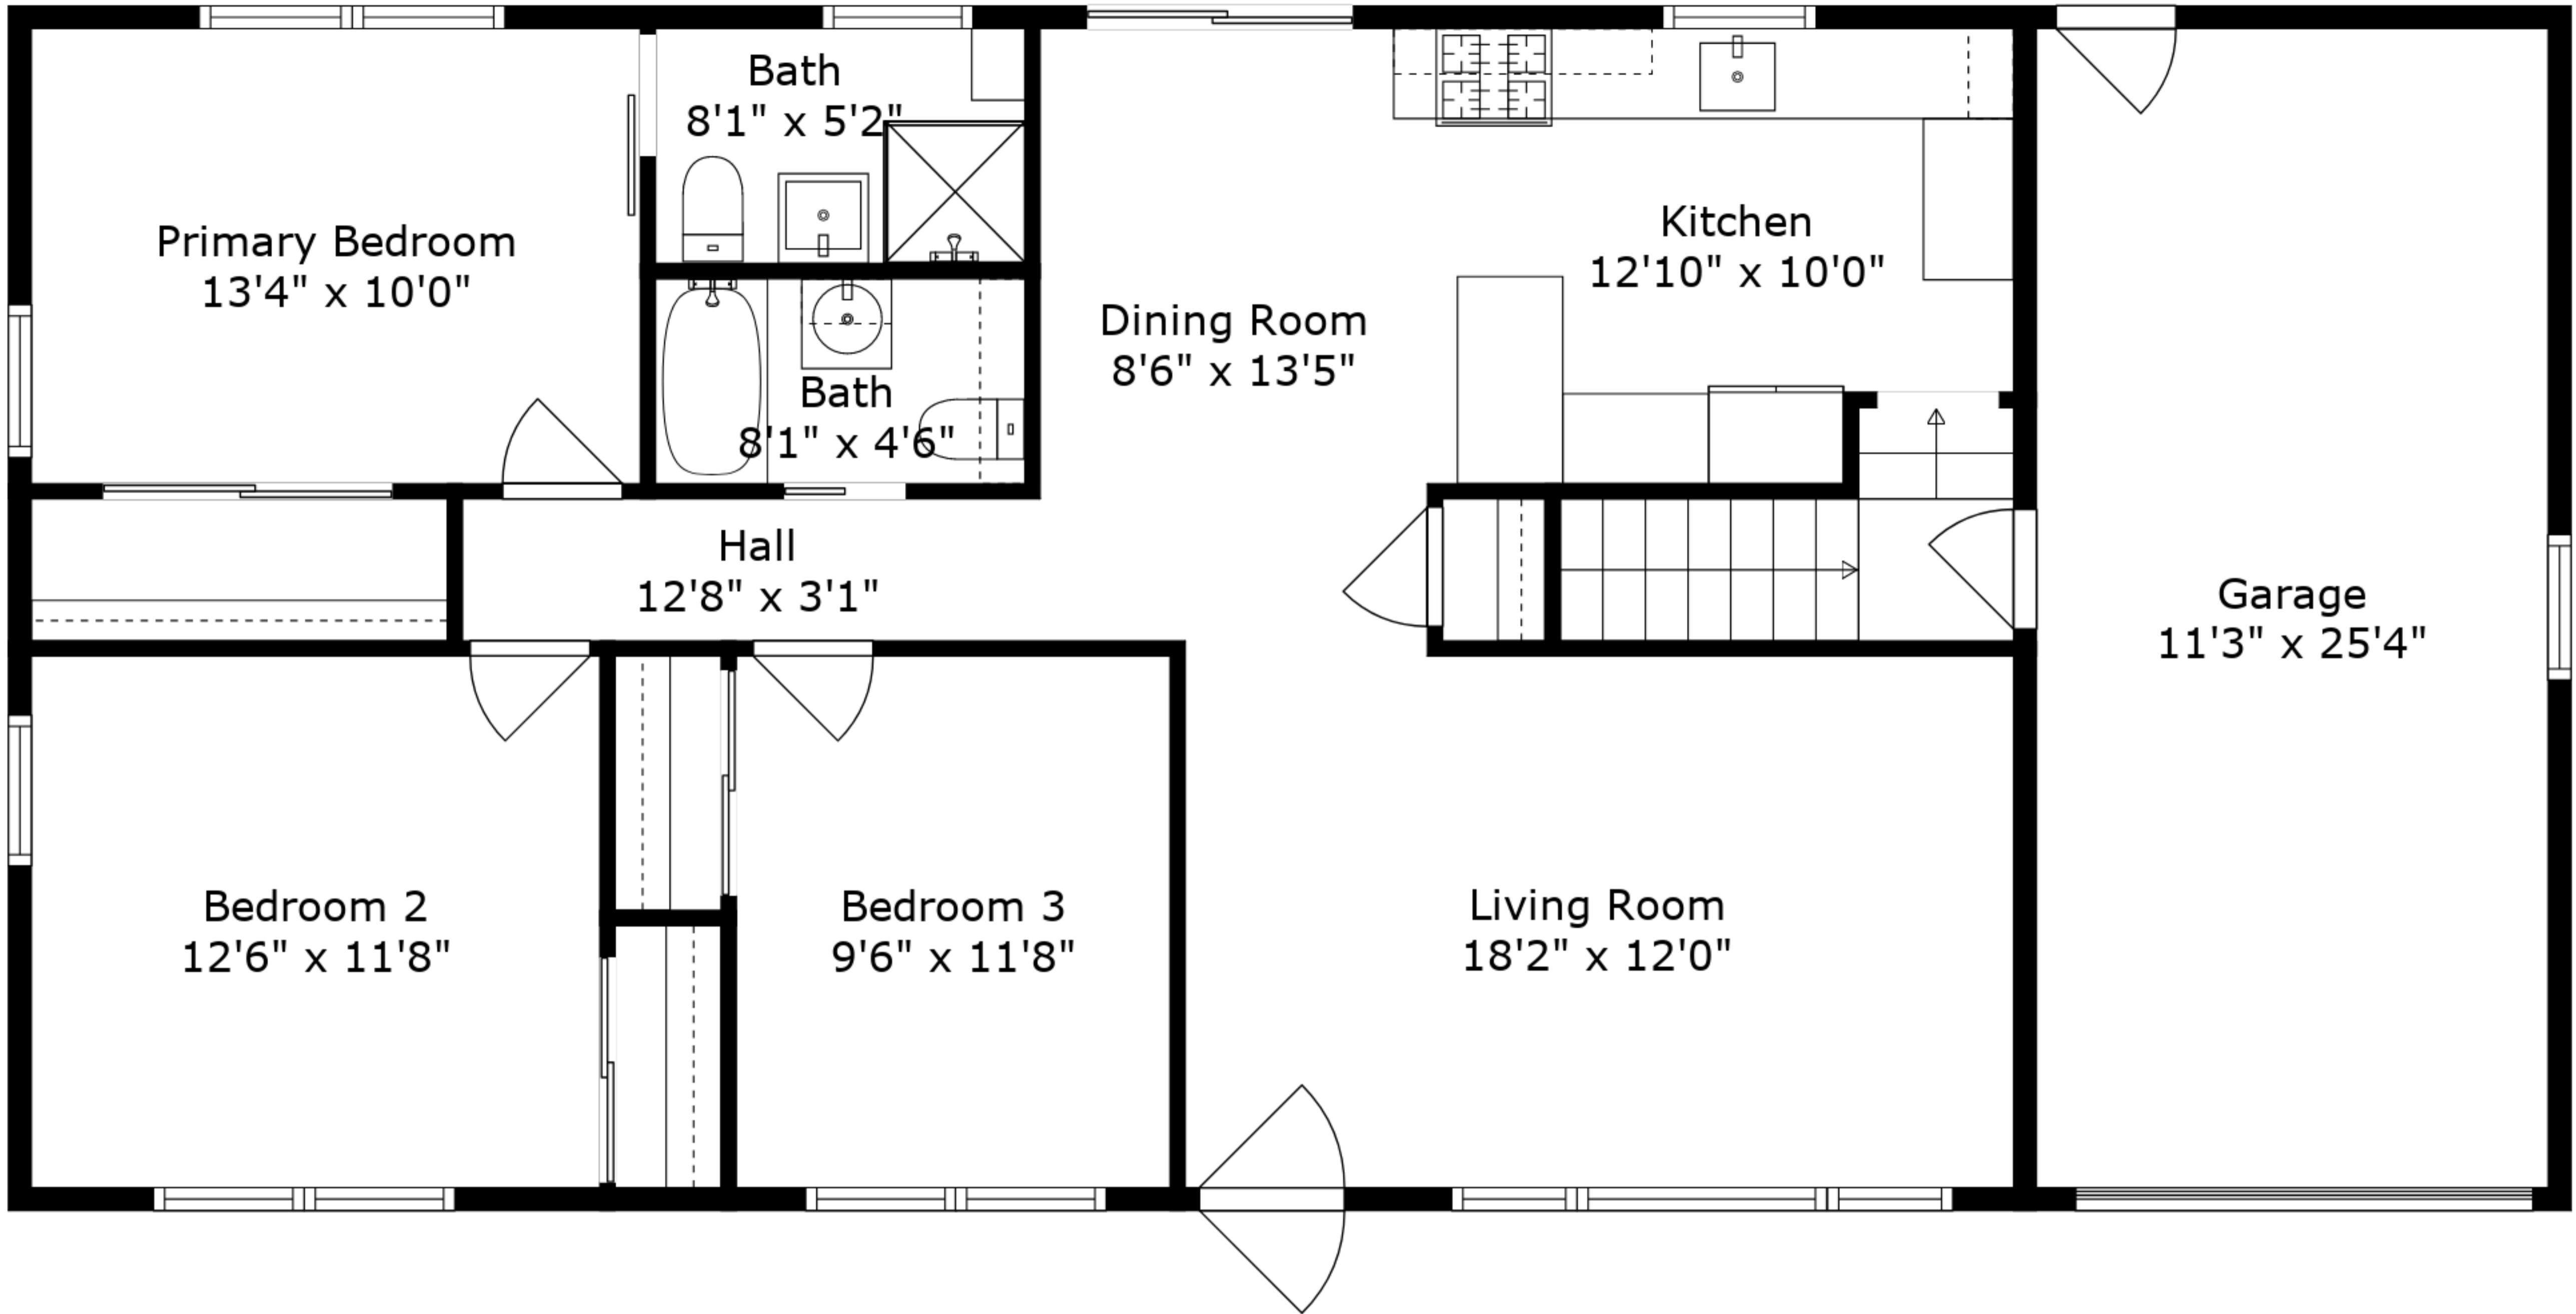 Bath
8'1" x 5'2"
Primary Bedroom
13'4" x 10'0"
Kitchen
12'10" x 10'0"
Dining Room
8'6" x 13'5"
Bath
8'1" x 4'6"
Hall
12'8" x 3'1"
Garage
11'3" x 25'4"
Bedroom 2
12'6" x 11'8"
Bedroom 3
9'6" x 11'8"
Living Room
18'2" x 12'0"